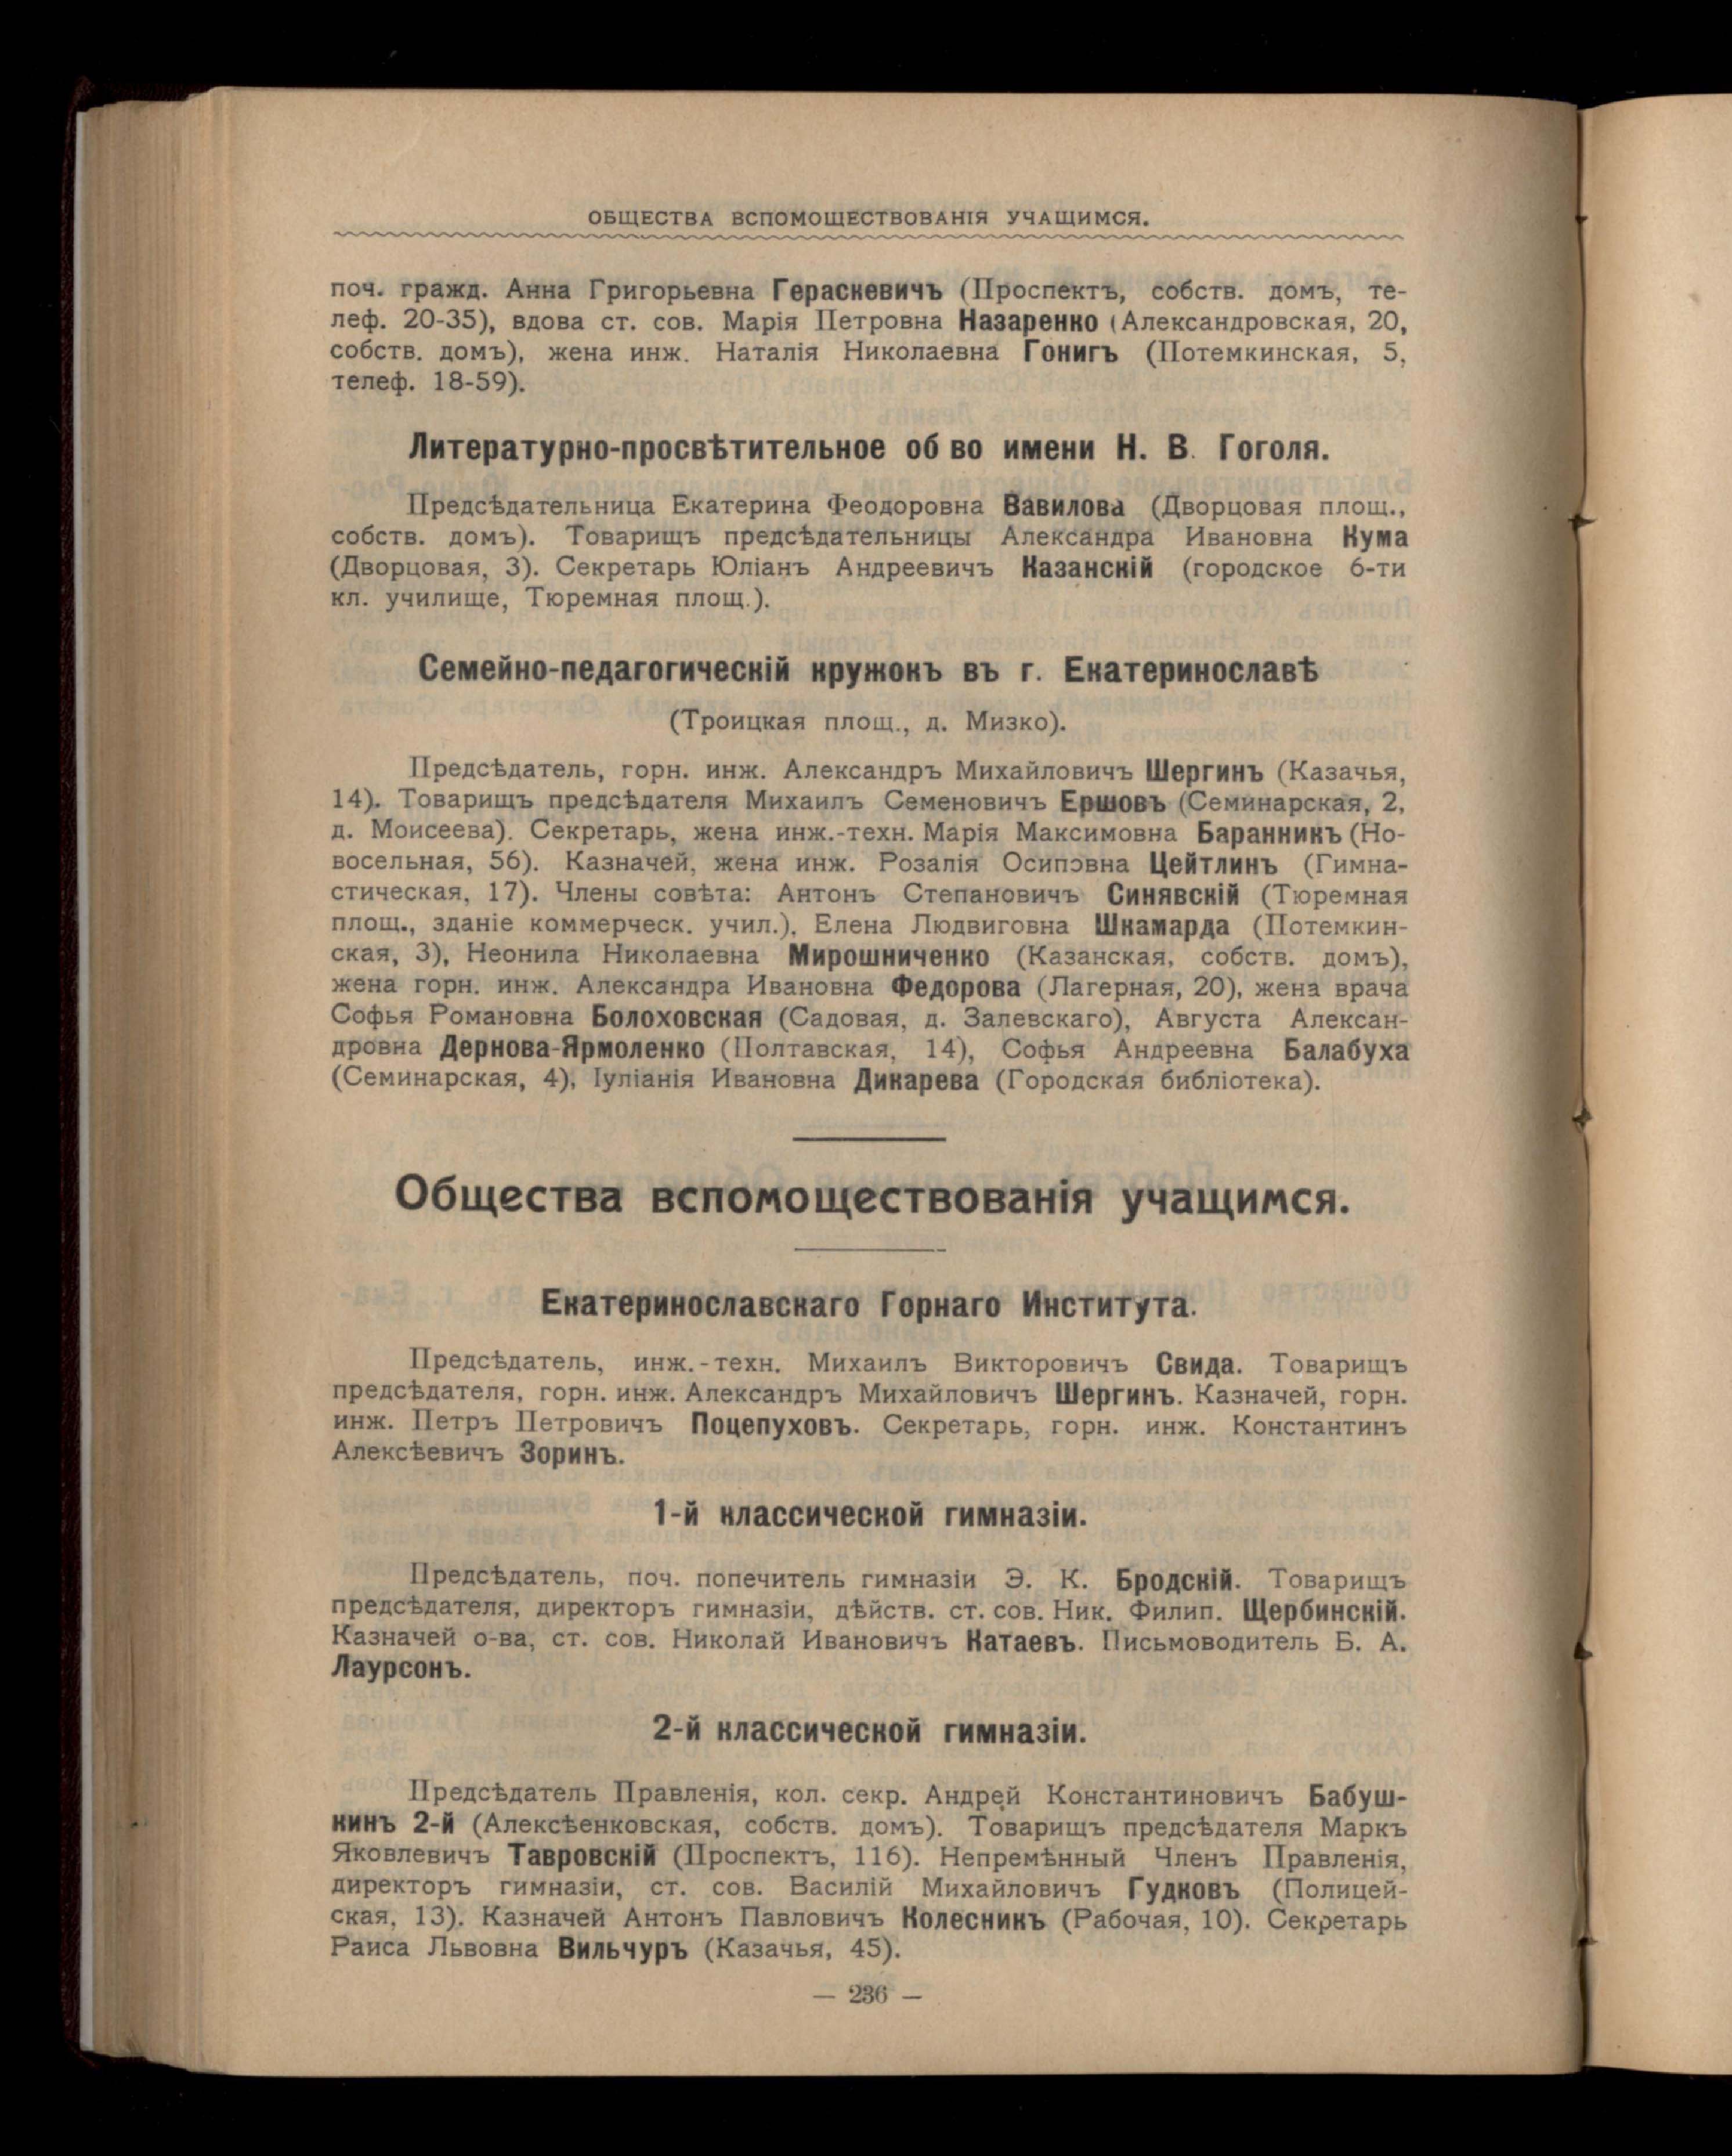 ОБЩЕСТВА ВСПОМОЩЕСТВОВАНІЯ УЧАЩИМСЯ.
поч. гражд. Анна Григорьевна Гераскевичъ (Проспектъ, собств. домъ, те-
леф. 20-35), вдова ст. сов. Марія Петровна Назаренко (Александровская, 20,
собств. домъ), жена инж. Наталія Николаевна Гонигъ (Потемкинская, 5,
телеф. 18-59).
Литературно-просвѣтительное об во имени Н. В. Гоголя.
Предсѣдательница Екатерина Феодоровна Вавилова (Дворцовая площ.,
собств. домъ). Товарищъ предсѣдательницы Александра Ивановна Кума
(Дворцовая, 3). Секретарь Юліанъ Андреевичъ Казанскій (городское 6-ти
кл. училище, Тюремная площ.).
Семейно-педагогическій кружокъ въ г. Екатеринославѣ
(Троицкая площ., д. Мизко).
Предсѣдатель, горн. инж. Александръ Михайловичъ Шергинъ (Казачья,
14). Товарищъ предсѣдателя Михаилъ Семеновичъ Ершовъ (Семинарская, 2,
д. Моисеева). Секретарь, жена инж.-техн. Марія Максимовна Баранникъ (Но-
восельная, 56). Казначей, жена инж. Розалія Осиповна Цейтлинъ (Гимна-
стическая, 17). Члены совѣта: Антонъ Степановичъ Синявскій (Тюремная
площ., зданіе коммерческ. учил.), Елена Людвиговна Шкамарда (Потемкин-
ская, 3), Неонила Николаевна Мирошниченко (Казанская, собств. домъ),
жена горн. инж. Александра Ивановна Федорова (Лагерная, 20), жена врача
Софья Романовна Болоховская (Садовая, д. Залевскаго), Августа Алексан-
дровна Дернова-Ярмоленко (Полтавская, 14), Софья Андреевна Балабуха
(Семинарская, 4), Іуліанія Ивановна Дикарева (Городская библіотека).
Общества вспомоществованія учащимся.
Екатеринославскаго Горнаго Института.
Предсѣдатель, инж.-техн. Михаилъ Викторовичъ Свида. Товарищъ
предсѣдателя, горн. инж. Александръ Михайловичъ Шергинъ. Казначей, горн.
инж. Петръ Петровичъ Поцепуховъ. Секретарь, горн. инж. Константинъ
Алексѣевичъ Зоринъ.
1-й классической гимназіи.
Предсѣдатель, поч. попечитель гимназіи Э. К. Бродскій. Товарищъ
предсѣдателя, директоръ гимназіи, дѣйств. ст. сов. Ник. Филип. Щербинскій.
Казначей о-ва, ст. сов. Николай Ивановичъ Катаевъ. Письмоводитель Б. А.
Лаурсонъ.
2-й классической гимназіи.
Предсѣдатель Правленія, кол. секр. Андрей Константиновичъ Бабуш-
кинъ 2-й (Алексѣенковская, собств. домъ). Товарищъ предсѣдателя Маркъ
Яковлевичъ Тавровскій (Проспектъ, 116). Непремѣнный Членъ Правленія,
директоръ гимназіи, ст. сов. Василій Михайловичъ Гудковъ (Полицей-
ская, 13). Казначей Антонъ Павловичъ Колесникъ (Рабочая, 10). Секретарь
Раиса Львовна Вильчуръ (Казачья, 45).
— 236 —